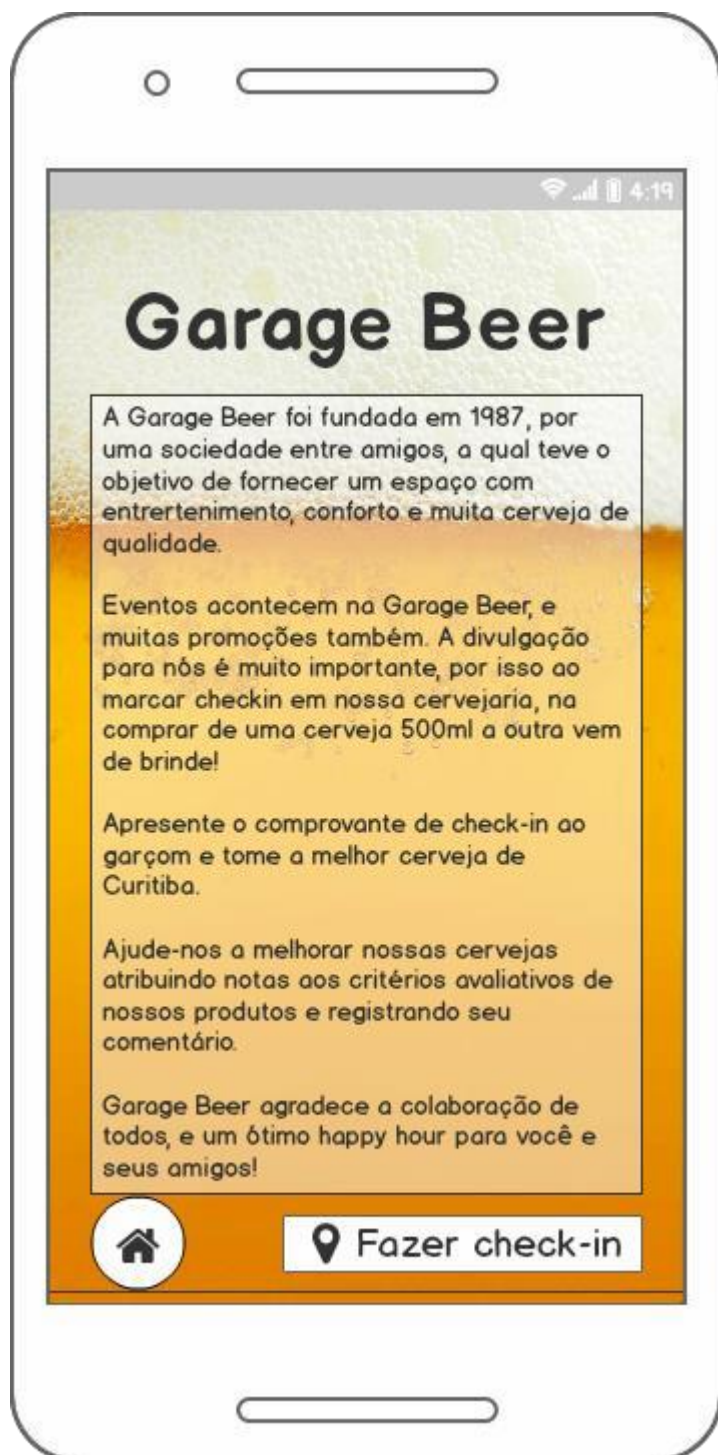 4:19
Garage Beer
A Garage Beer foi fundada em 1987, por
uma sociedade entre amigos, a qual teve o
objetivo de fornecer um espaço com
entrertenimento, conforto e muita cerveja de
qualidade.
Eventos acontecem na Garage Beer, e
muitas promoções também. A divulgação
para nós é muito importante, por isso ao
marcar checkin em nossa cervejaria, na
comprar de uma cerveja 500ml a outra vem
de brinde!
Apresente o comprovante de check-in ao
garçom e tome a melhor cerveja de
Curitiba.
Ajude-nos a melhorar nossas cervejas
atribuindo notas aos critérios avaliativos de
nossos produtos e registrando seu
comentário.
Garage Beer agradece a colaboração de
todos, e um ótimo happy hour para você e
seus amigos!
Fazer check-in